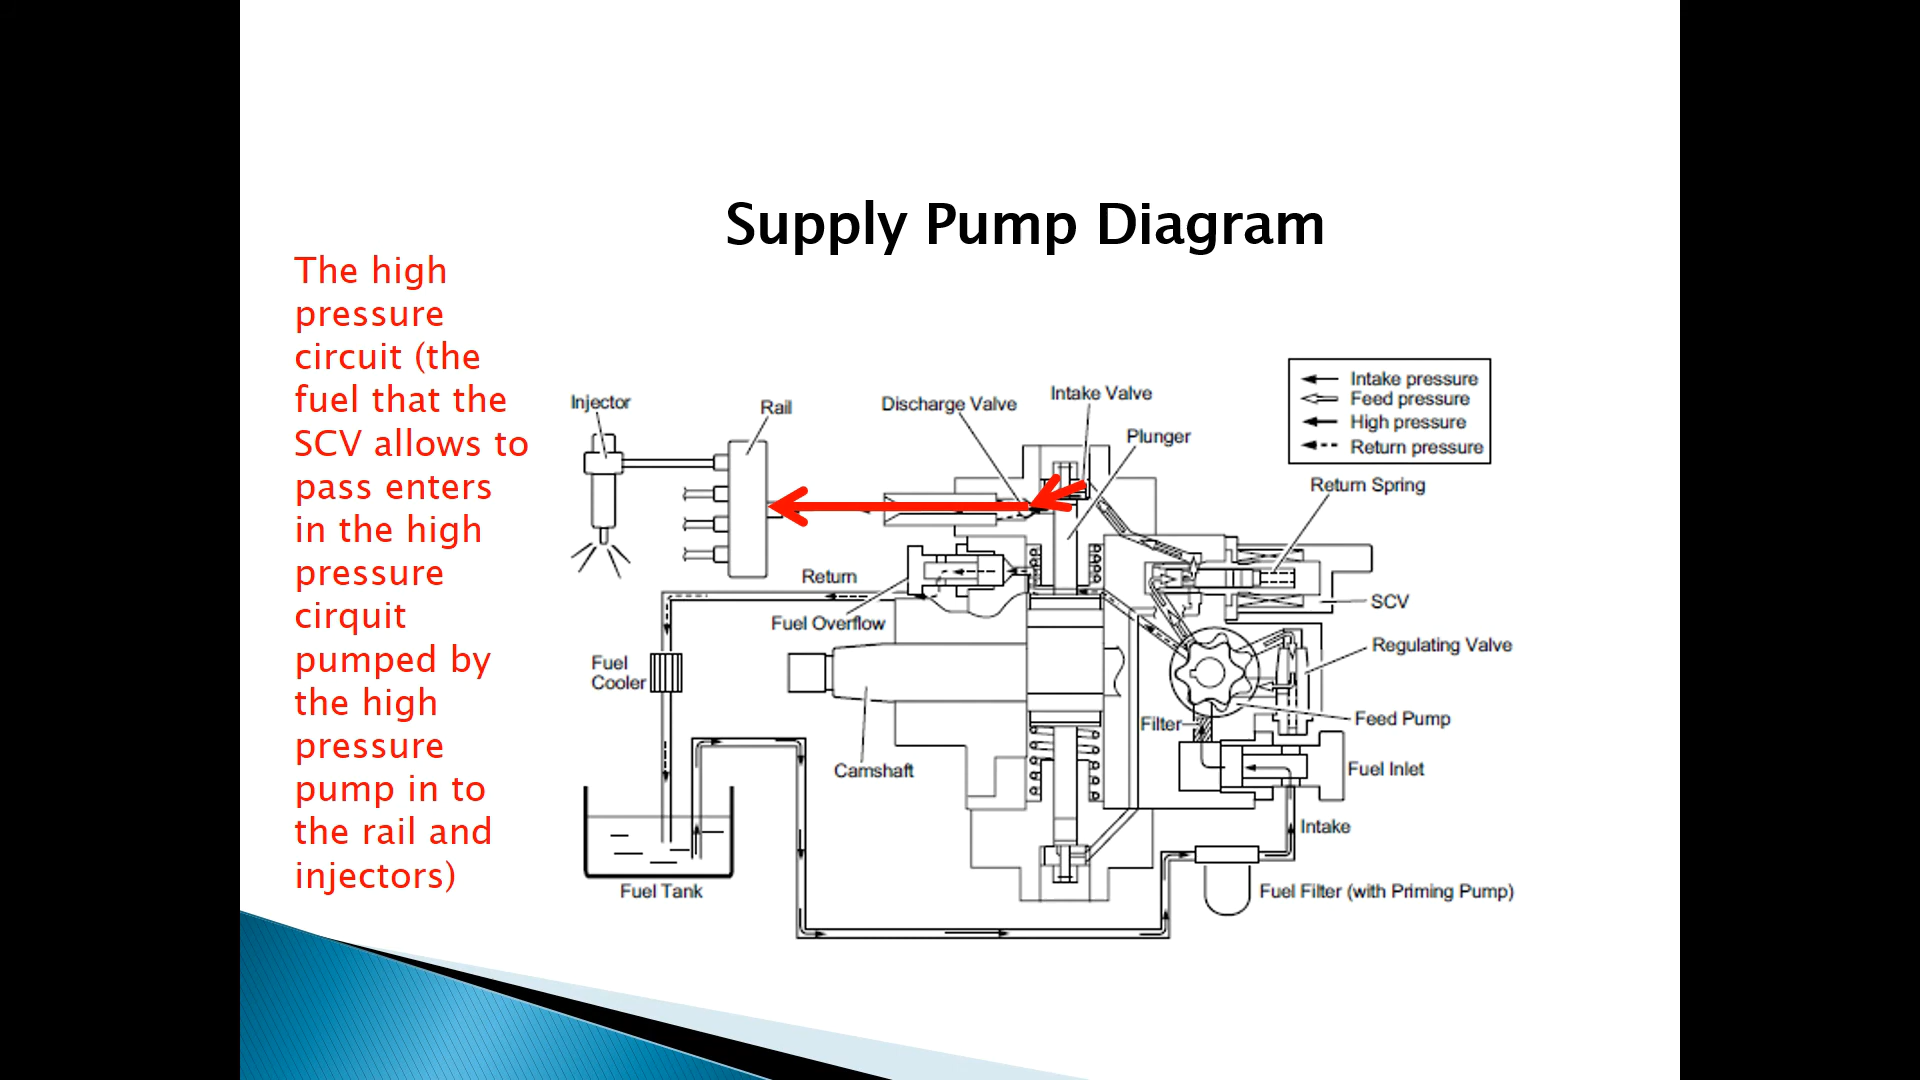 Supply Pump Diagram
The high
pressure
circuit (the
fuel that the
SCV allows to
pass enters
in the high
pressure
cirquit
pumped by
the high
pressure
pump in to
the rail and
injectors)
Intake pressure
Feed pressure
High pressure
Return pressure
Injector
Rail
Discharge Valve
Intake Valve
Plunger
Return Spring
Return
SCV
Fuel Overflow
Regulating Valve
Fuel
Cooler
Feed Pump
Filter
Camshaft
Fuel Inlet
Intake
Fuel Tank
Fuel Filter (with Priming Pump)